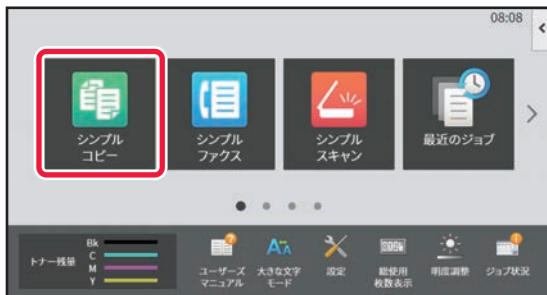 08:08
シンプル
コピー
シンプル
ファクス
シンプル
スキャン
最近のジョブ
トナー残量
Bk
C
M
Y
ユーザーズ
マニュアル
大きな文字
モード
設定
総使用
枚数表示
明度調整
ジョブ状況